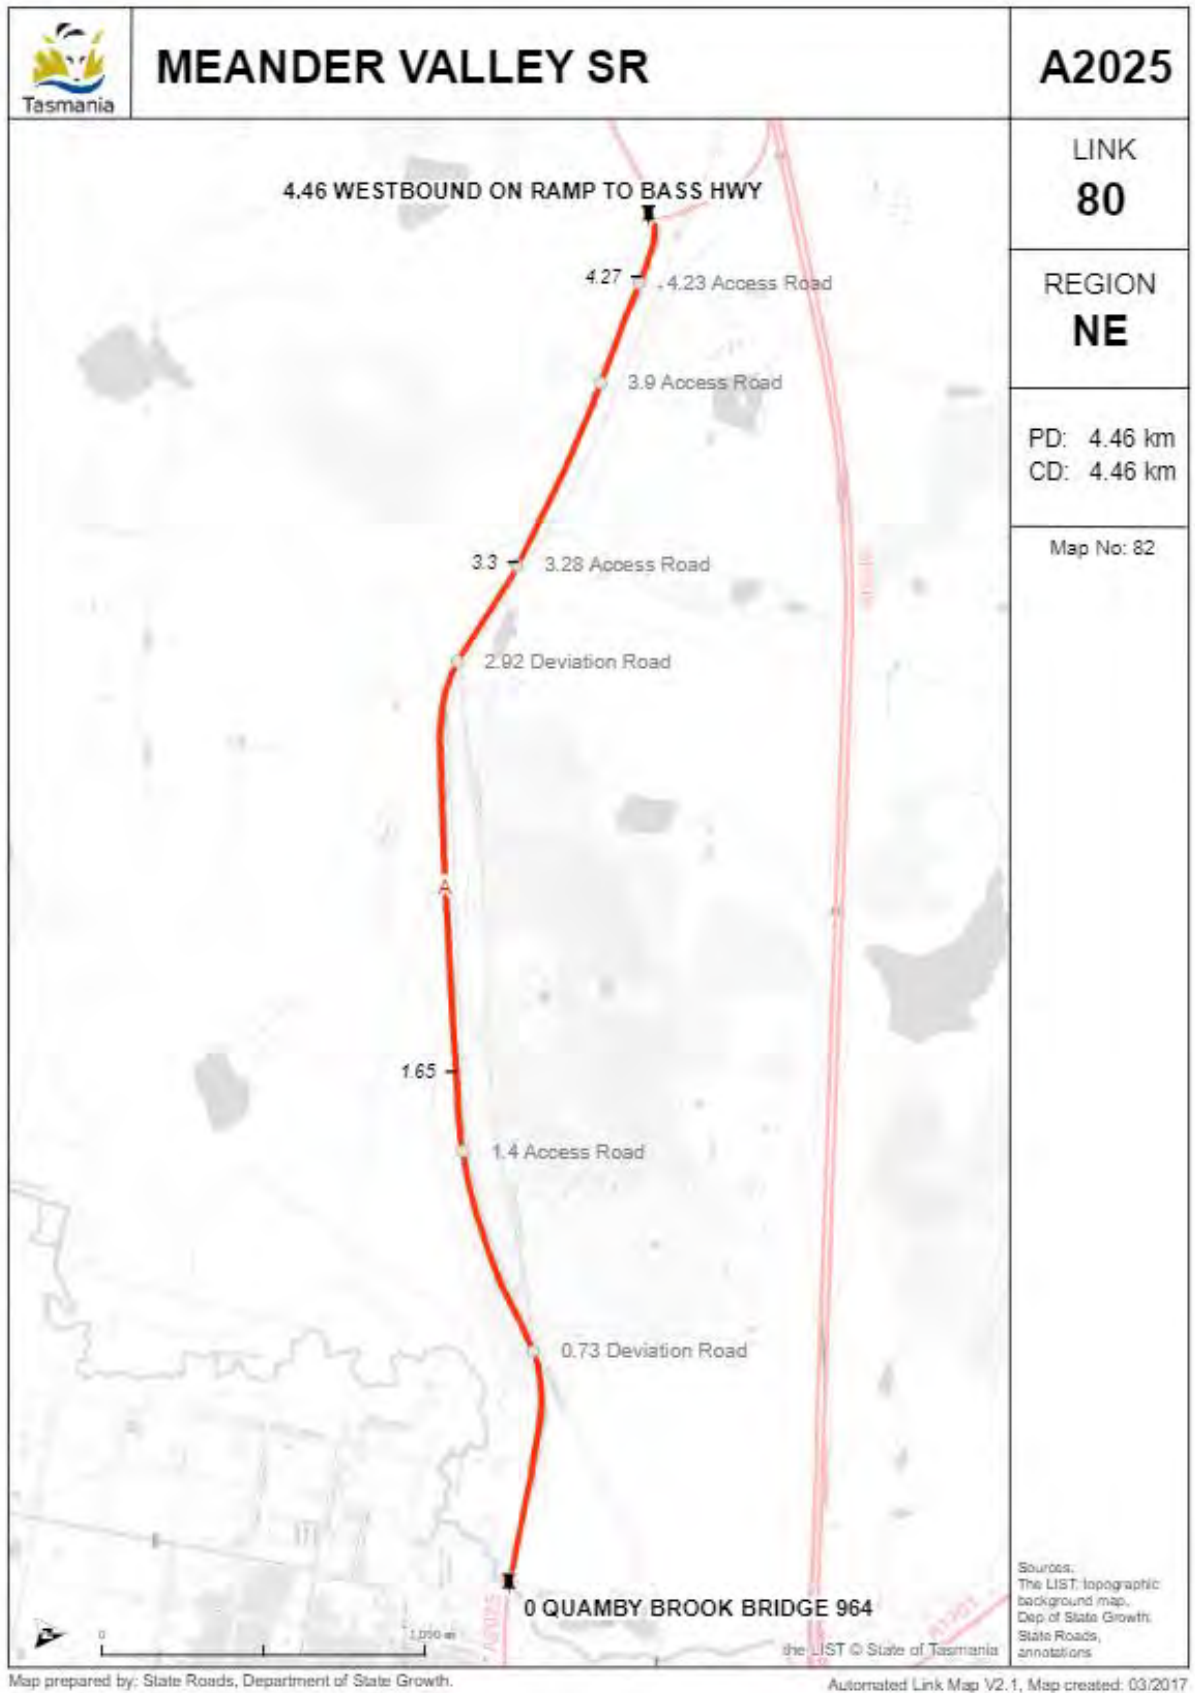 Tasmania
MEANDER VALLEY SR
A2025
LINK
80
REGION
NE
PD: 4.46 km
CD: 4.46 km
Map No: 82
4.46 WESTBOUND ON RAMP TO BASS HWY
4.27
4.23 Access Road
3.9 Access Road
3.3
3.28 Access Road
2.92 Deviation Road
A
1.65
1.4 Access Road
0.73 Deviation Road
0 QUAMBY BROOK BRIDGE 964
A2025
0
the LIST © State of Tasmania
Sources:
The LIST, topographic
background map,
Dep of State Growth,
State Roads,
annotations
Map prepared by: State Roads, Department of State Growth.
Automated Link Map V2.1, Map created: 03/2017